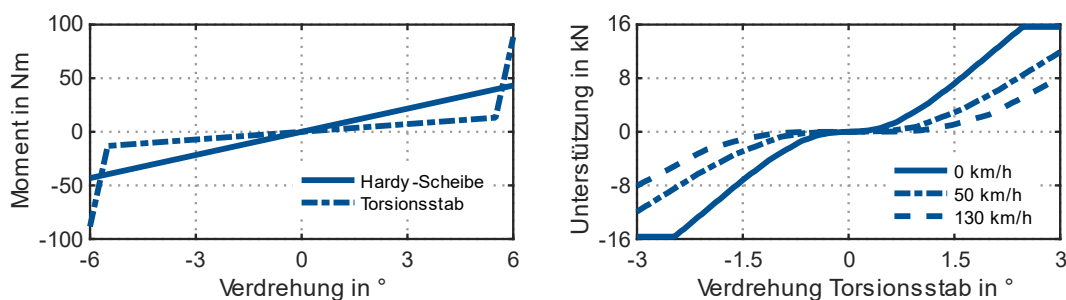 Moment in Nm
100
50
0
-50
-100
-6
-3
0
3
6
Verdrehung in °
Hardy-Scheibe
Torsionsstab
Unterstützung in kN
16
8
0
-8
-16
-3
-1.5
0
1.5
3
Verdrehung Torsionsstab in °
0 km/h
50 km/h
130 km/h